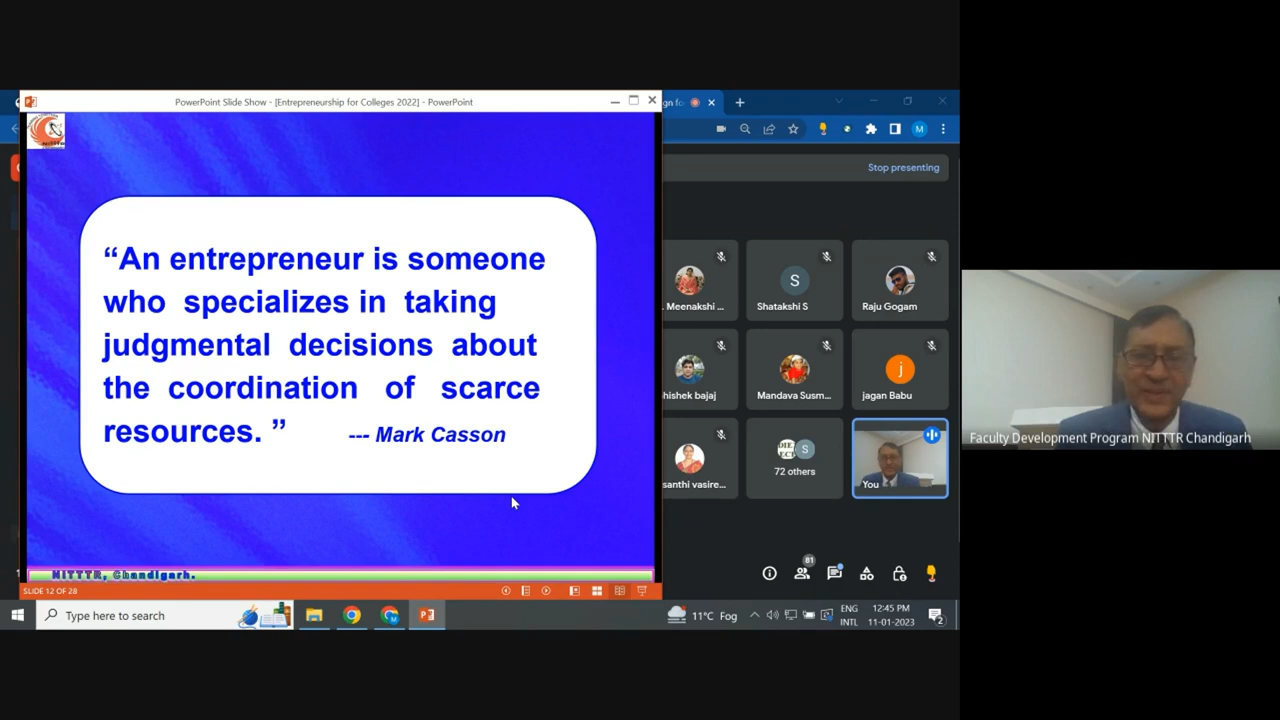 PowerPoint Slide Show - [Entrepreneurship for Colleges 2022] - PowerPoint
“An entrepreneur is someone
who specializes in taking
judgmental decisions about
the coordination of scarce
resources. ”
--- Mark Casson
NITTTR, Chandigarh.
SLIDE 12 OF 28
M
Stop presenting
Meenakshi ...
S
Shatakshi S
Raju Gogam
hishek bajaj
Mandava Susm...
j
jagan Babu
santhi vasire...
S
72 others
You
81
Faculty Development Program NITTTR Chandigarh
Type here to search
11°C Fog
ENG
INTL
12:45 PM
11-01-2023
2